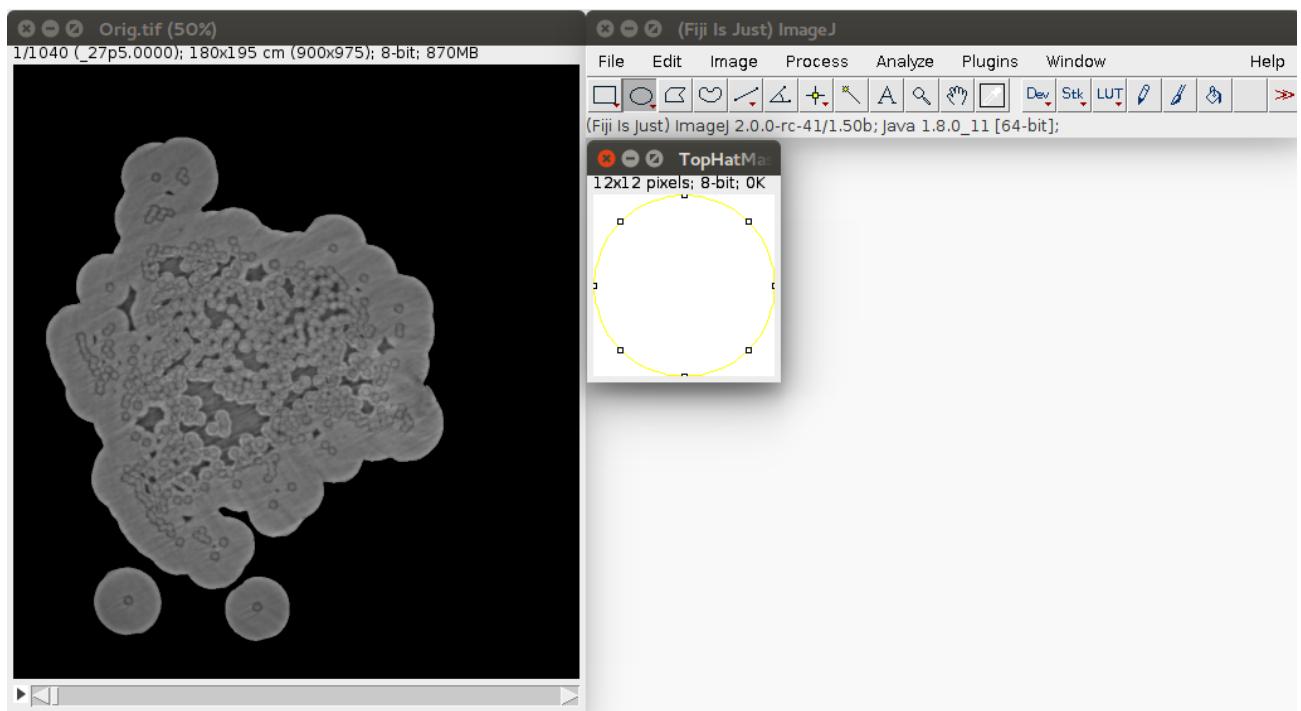 Orig.tif (50%)
1/1040 (_27p5.0000); 180x195 cm (900x975); 8-bit; 870MB
(Fiji Is Just) ImageJ
File Edit Image Process Analyze Plugins Window Help
A Dev Stk LUT
(Fiji Is Just) ImageJ 2.0.0-rc-41/1.50b; Java 1.8.0_11 [64-bit];
TopHatMas
12x12 pixels; 8-bit; 0K